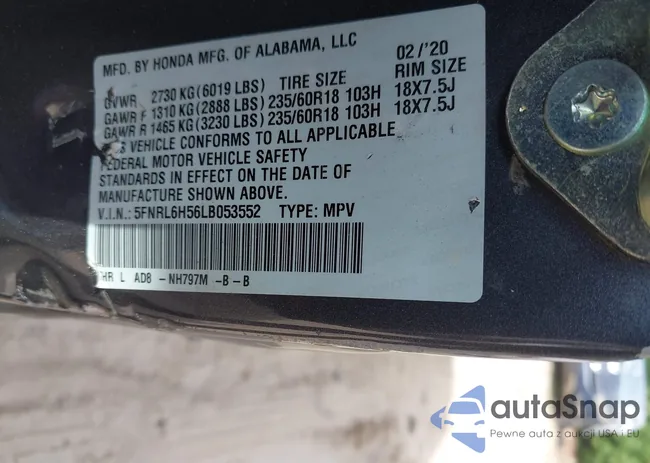 MFD. BY HONDA MFG. OF ALABAMA, LLC 02/'20
GVWR 2730 KG (6019 LBS) TIRE SIZE RIM SIZE
GAWR F 1310 KG (2888 LBS) 235/60R18 103H 18X7.5J
GAWR R 1465 KG (3230 LBS) 235/60R18 103H 18X7.5J
THIS VEHICLE CONFORMS TO ALL APPLICABLE
FEDERAL MOTOR VEHICLE SAFETY
STANDARDS IN EFFECT ON THE DATE OF
MANUFACTURE SHOWN ABOVE.
V.I.N.: 5FNRL6H56LB053552 TYPE: MPV
HR L AD8 - NH797M -B-B
autaSnap
Pewne auta z aukcji USA i EU